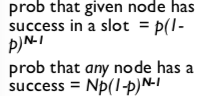 prob that given node has
success in a slot = p(1-
p)ᴺ⁻¹
prob that any node has a
success = Np(1-p)ᴺ⁻¹